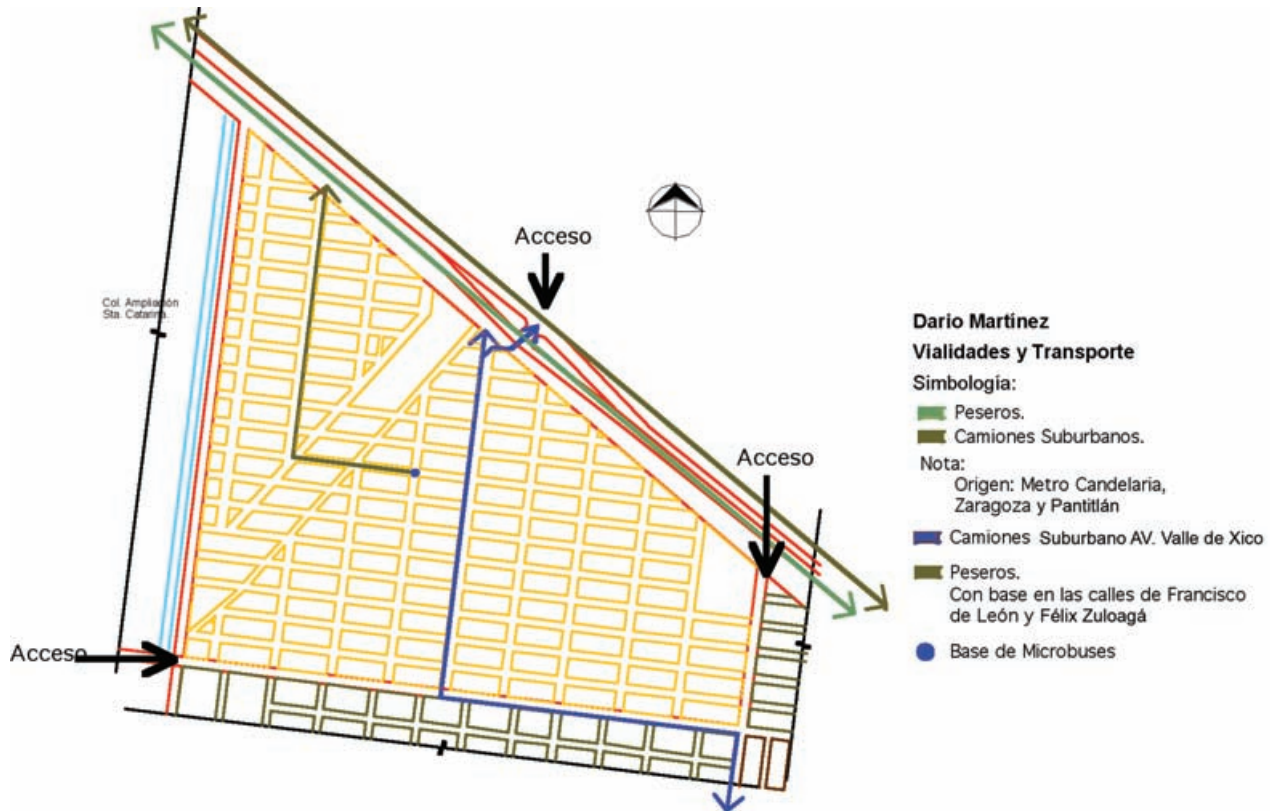 Acceso
Col. Ampliación
Sta. Catarina.
Acceso
Acceso
Dario Martinez
Vialidades y Transporte
Simbología:
Peseros.
Camiones Suburbanos.
Nota:
Origen: Metro Candelaria,
Zaragoza y Pantitlán
Camiones Suburbano AV. Valle de Xico
Peseros.
Con base en las calles de Francisco
de León y Félix Zuloagá
Base de Microbuses